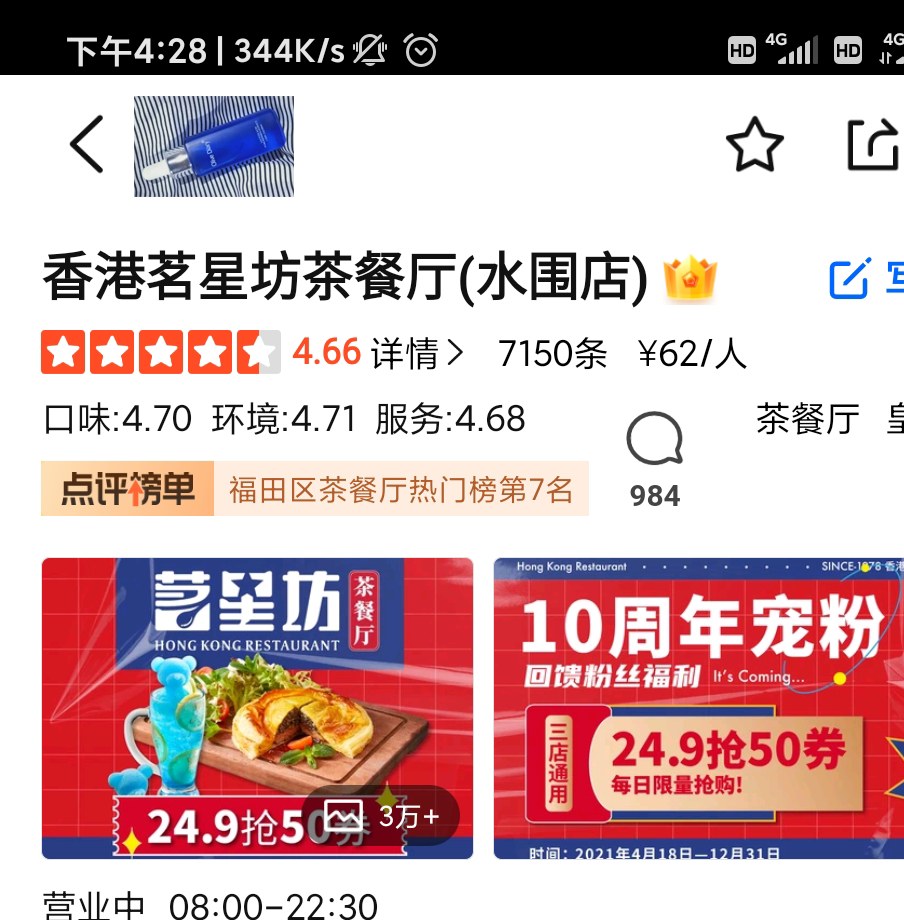 下午4:28 | 344K/s HD 4G HD 4G
香港茗星坊茶餐厅(水围店)
4.66 详情> 7150条 ¥62/人
口味:4.70 环境:4.71 服务:4.68 茶餐厅
点评榜单 福田区茶餐厅热门榜第7名
984
茗星坊 茶餐厅
HONG KONG RESTAURANT
24.9抢50券
3万+
Hong Kong Restaurant SINCE·1978 香港
10周年宠粉
回馈粉丝福利 It's Coming...
三店通用
24.9抢50券
每日限量抢购!
时间：2021年4月18日—12月31日
营业中 08:00-22:30